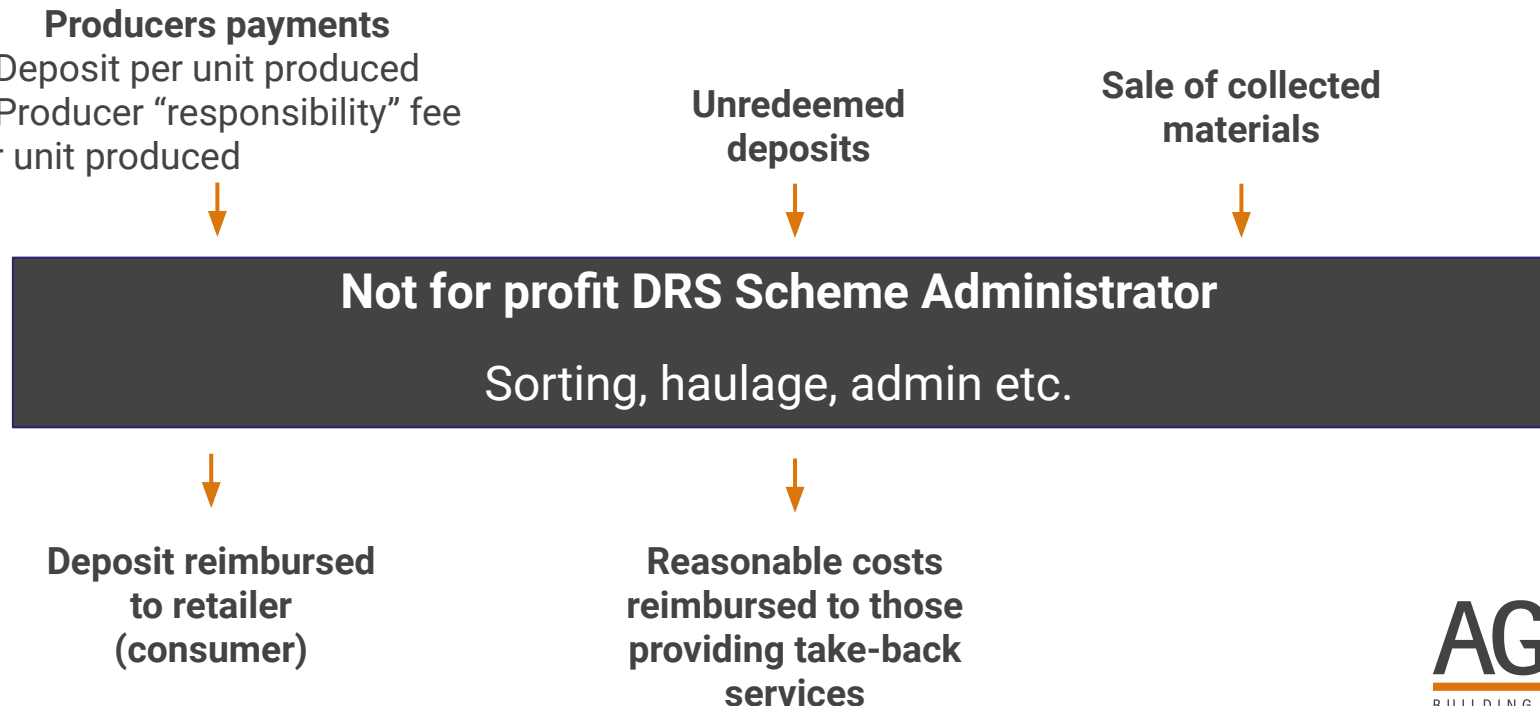 Producers payments
Deposit per unit produced
Producer “responsibility” fee
unit produced
Unredeemed
deposits
Sale of collected
materials
Not for profit DRS Scheme Administrator
Sorting, haulage, admin etc.
Deposit reimbursed
to retailer
(consumer)
Reasonable costs
reimbursed to those
providing take-back
services
AG
BUILDING